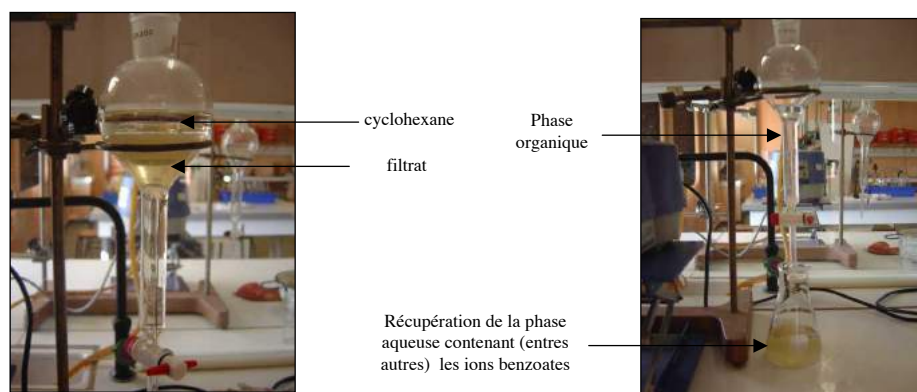 cyclohexane
filtrat
Phase
organique
Récupération de la phase
aqueuse contenant (entres
autres) les ions benzoates